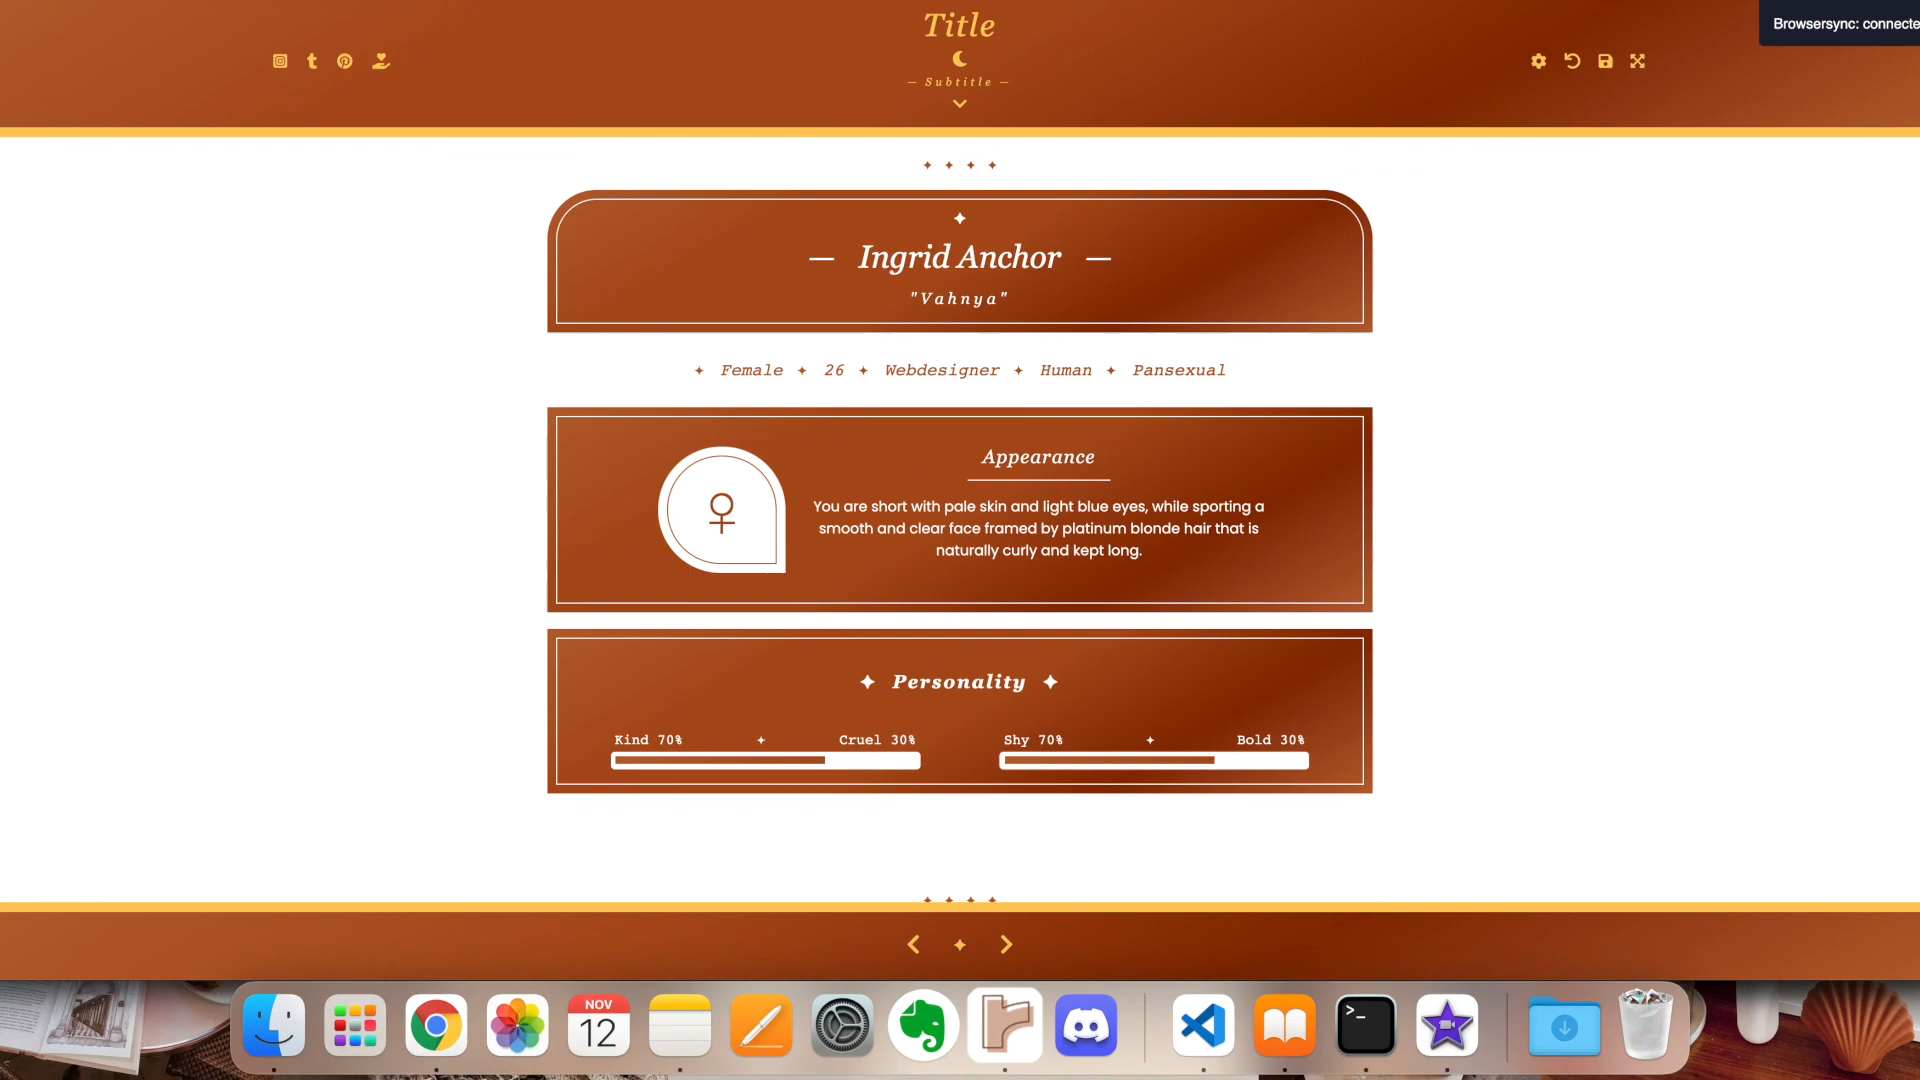 Title
Browsersync: connecte
— Subtitle —
— Ingrid Anchor —
"Vahnya"
✦ Female ✦ 26 ✦ Webdesigner ✦ Human ✦ Pansexual
Appearance
You are short with pale skin and light blue eyes, while sporting a
smooth and clear face framed by platinum blonde hair that is
naturally curly and kept long.
✦ Personality ✦
Kind 70% ✦ Cruel 30%
Shy 70% ✦ Bold 30%
NOV
12
>_